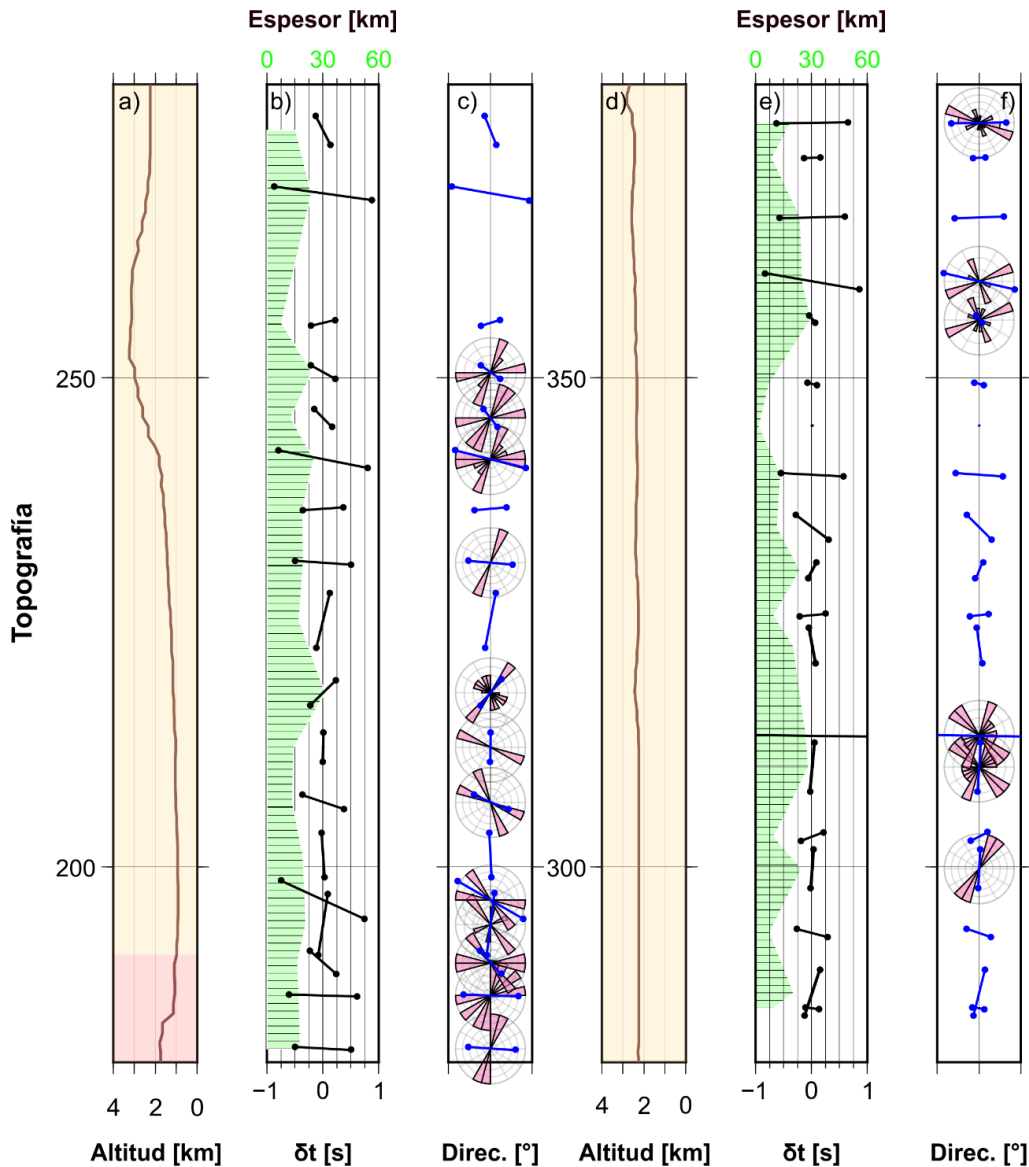 Espesor [km] Espesor [km]
0 30 60 0 30 60
a) b) c) d) e) f)
250 350
Topografía
200 300
−1 0 1 −1 0 1
4 2 0 4 2 0
Altitud [km] δt [s] Direc. [°] Altitud [km] δt [s] Direc. [°]